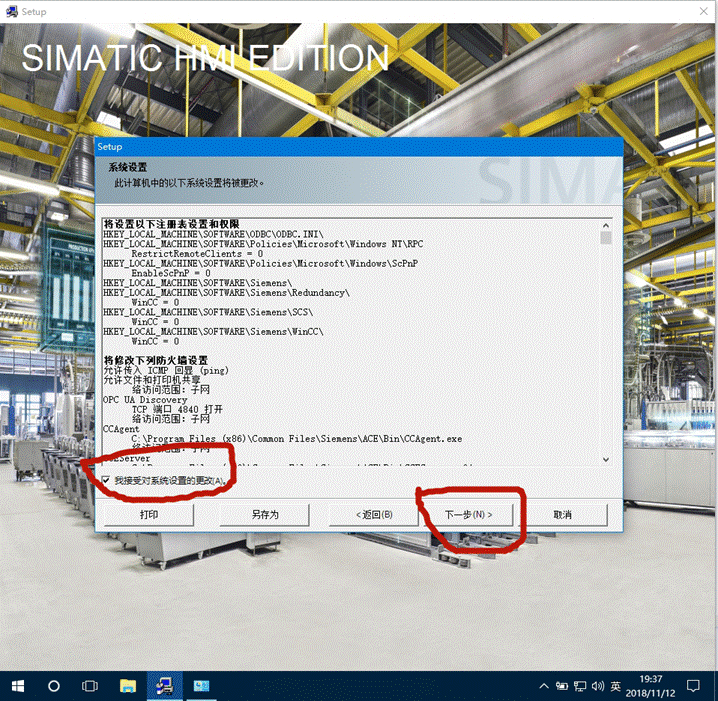 Setup
SIMATIC HMI EDITION
Setup
系统设置
此计算机中的以下系统设置将被更改。
SIMA
将设置以下注册表设置和权限
HKEY_LOCAL_MACHINE\SOFTWARE\ODBC\ODBC.INI\
HKEY_LOCAL_MACHINE\SOFTWARE\Policies\Microsoft\Windows NT\RPC
RestrictRemoteClients = 0
HKEY_LOCAL_MACHINE\SOFTWARE\Policies\Microsoft\Windows\ScPnP
EnableScPnP = 0
HKEY_LOCAL_MACHINE\SOFTWARE\Siemens\
HKEY_LOCAL_MACHINE\SOFTWARE\Siemens\Redundancy\
WinCC = 0
HKEY_LOCAL_MACHINE\SOFTWARE\Siemens\SCS\
WinCC = 0
HKEY_LOCAL_MACHINE\SOFTWARE\Siemens\WinCC\
WinCC = 0
将修改下列防火墙设置
允许传入 ICMP 回显 (ping)
允许文件和打印机共享
络访问范围: 子网
OPC UA Discovery
TCP 端口 4840 打开
络访问范围: 子网
CCAgent
C:\Program Files (x86)\Common Files\Siemens\ACE\Bin\CCAgent.exe
络访问范围: 子网
我接受对系统设置的更改(A)。
打印 另存为 <返回(B) 下一步(N) > 取消
英 19:37
2018/11/12